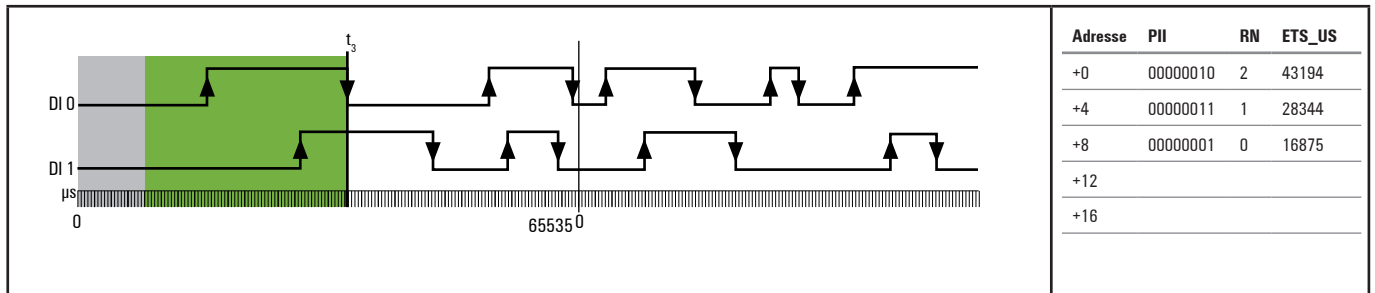 t3
DI 0
DI 1
µs
0
65535 0
Adresse PII RN ETS_US
+0 00000010 2 43194
+4 00000011 1 28344
+8 00000001 0 16875
+12
+16